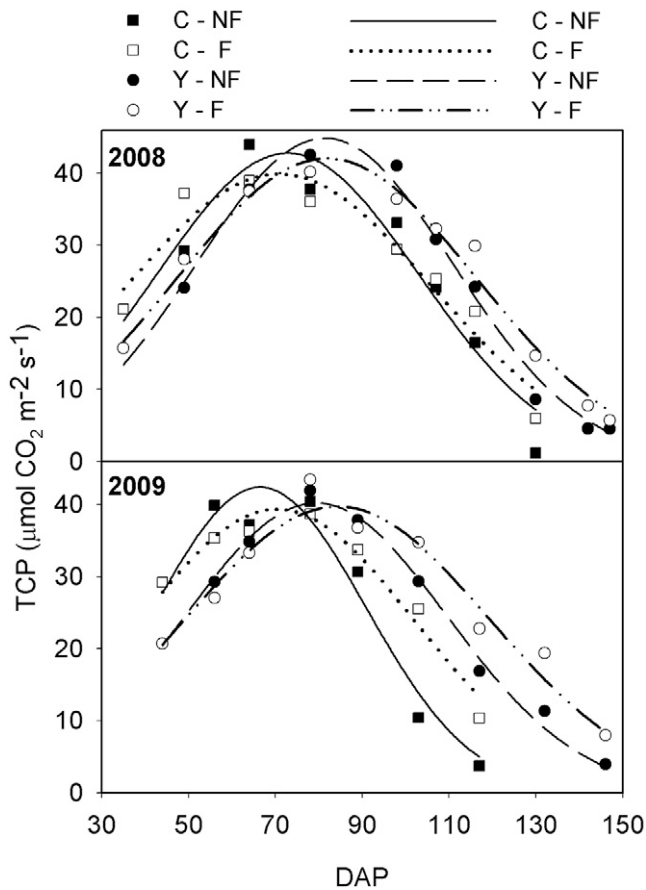 C - NF C - NF
C - F C - F
Y - NF Y - NF
Y - F Y - F
2008
40
30
20
10
0
TCP (μmol CO₂ m⁻² s⁻¹)
2009
40
30
20
10
0
30 50 70 90 110 130 150
DAP